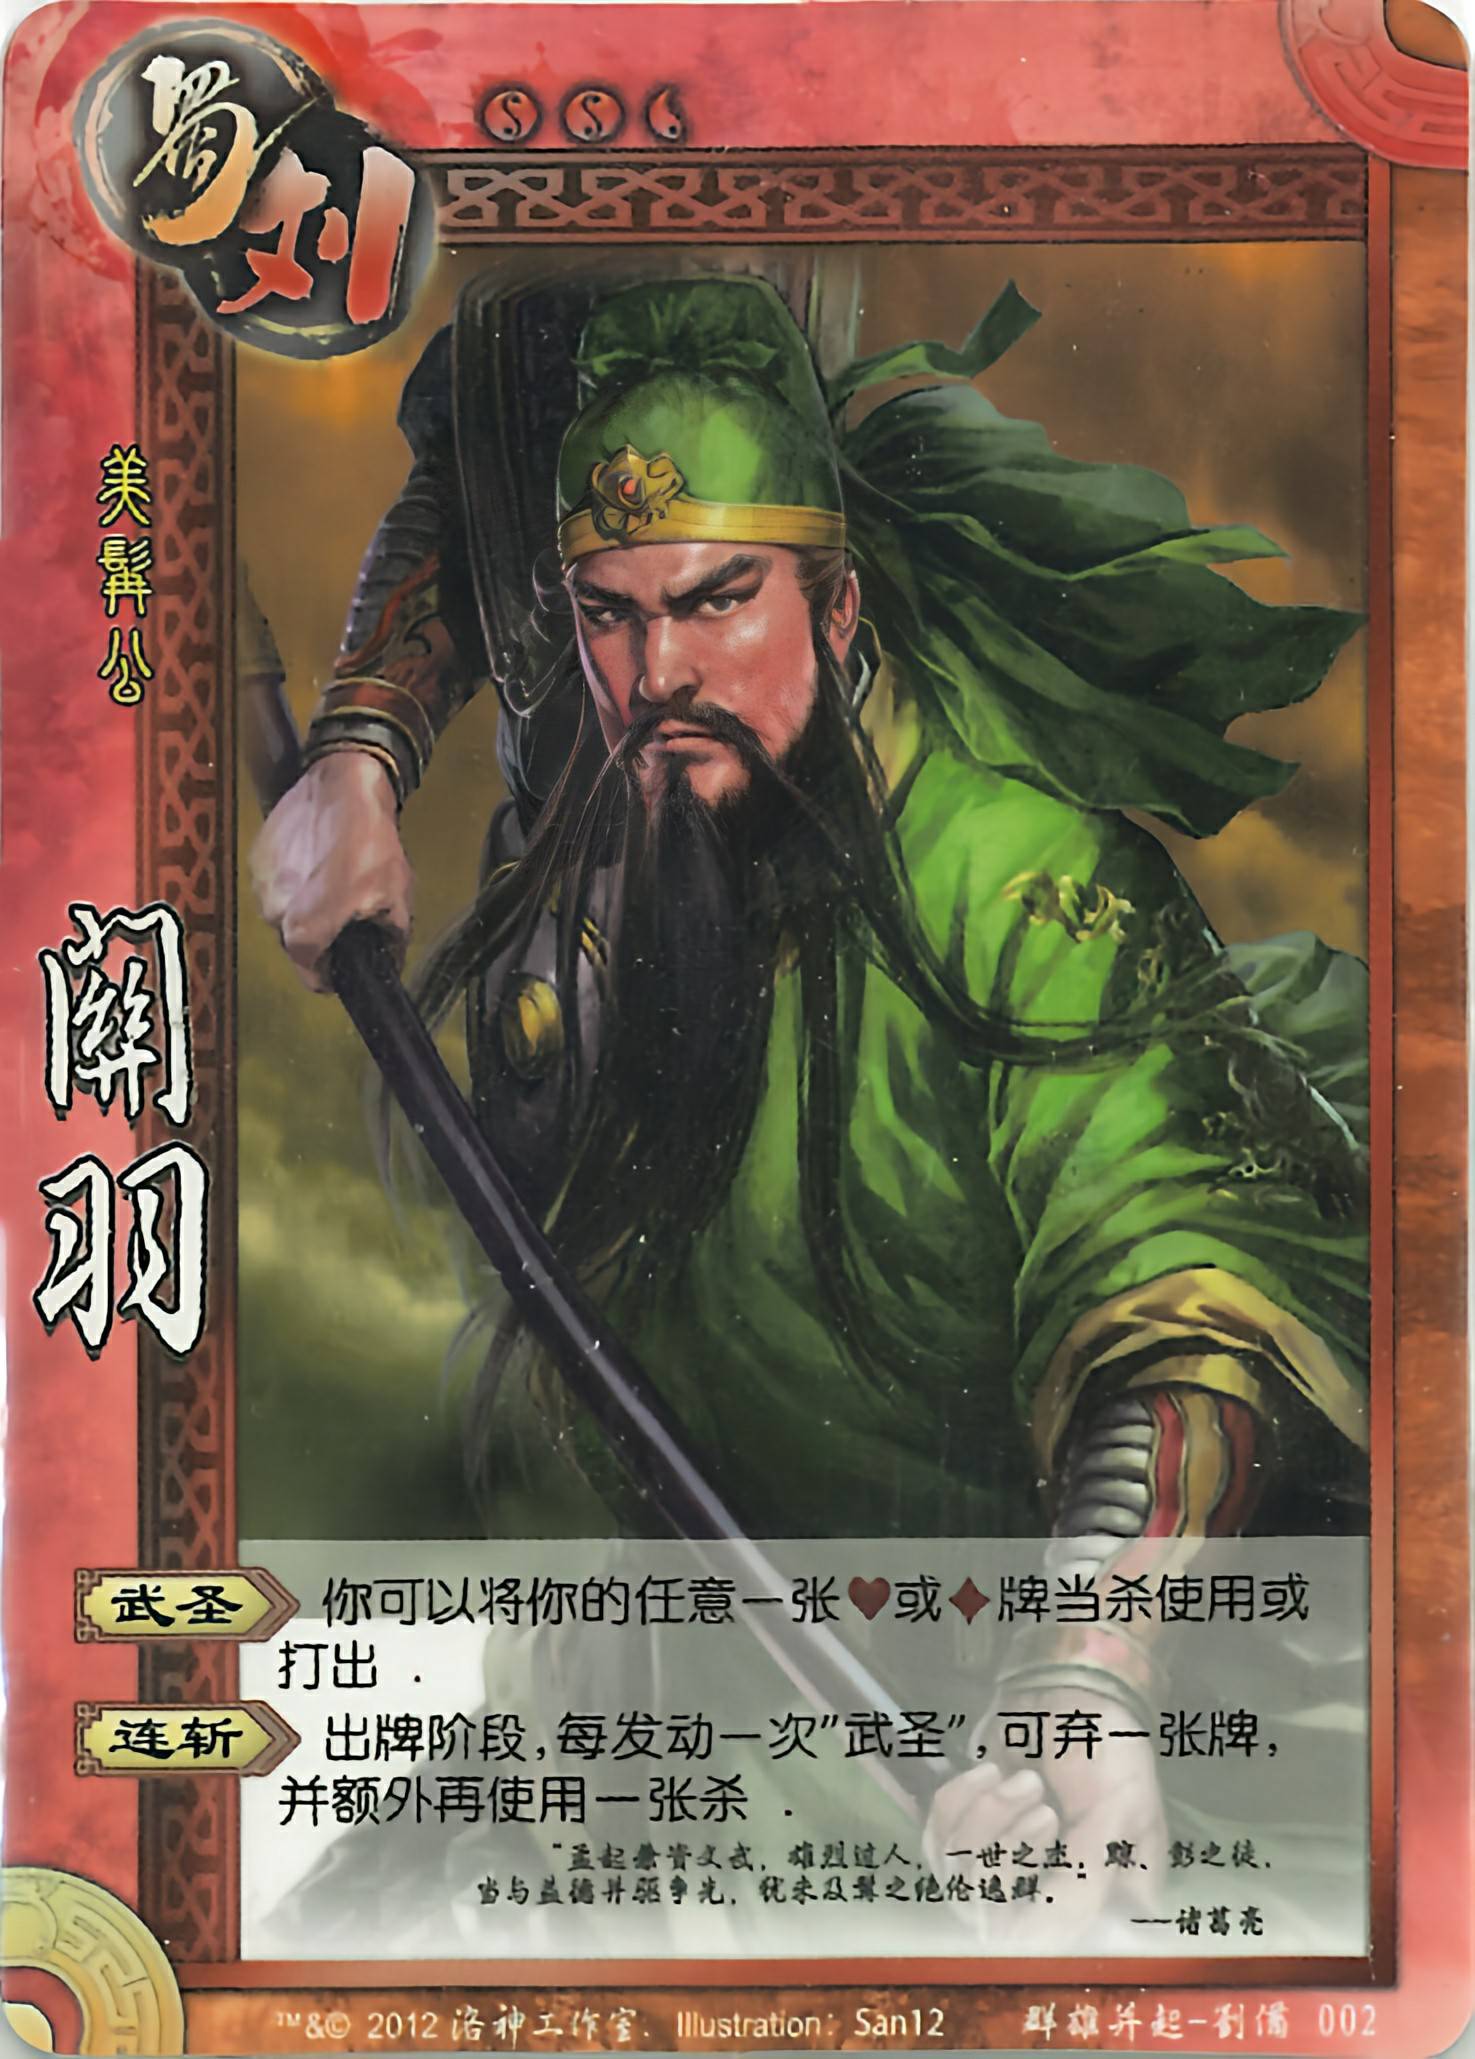 蜀
刘
美髯公
關羽
武圣 你可以将你的任意一张♥或♦牌当杀使用或
打出．
连斩 出牌阶段，每发动一次"武圣"，可弃一张牌，
并额外再使用一张杀．
"孟起兼资文武，雄烈过人，一世之杰，黥、彭之徒，
当与益德并驱争先，犹未及髯之绝伦逸群。"
——诸葛亮
™&© 2012 洛神工作室. Illustration: San12
群雄并起-劉備 002